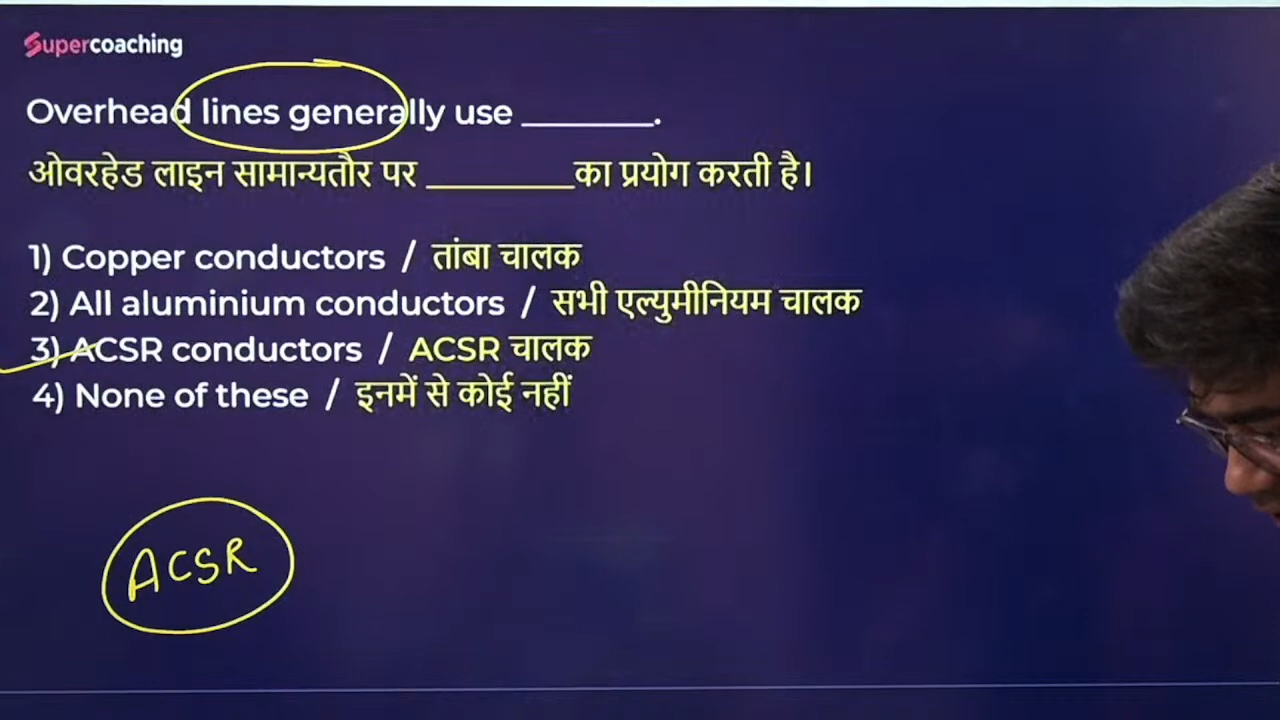 Supercoaching
Overhead lines generally use ________.
ओवरहेड लाइन सामान्यतौर पर _________का प्रयोग करती है।
1) Copper conductors / तांबा चालक
2) All aluminium conductors / सभी एल्युमीनियम चालक
3) ACSR conductors / ACSR चालक
4) None of these / इनमें से कोई नहीं
ACSR